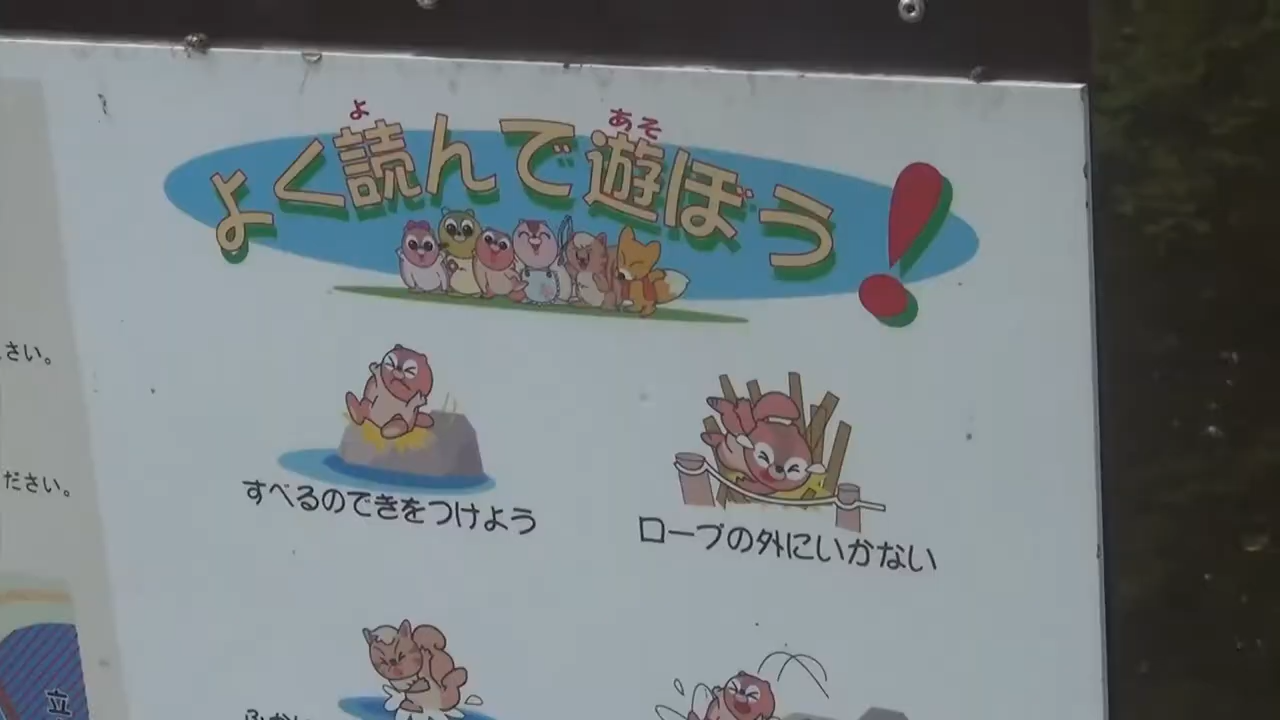 よく読んで遊ぼう!
よ
あそ
さい。
ださい。
すべるのできをつけよう
ロープの外にいかない
立